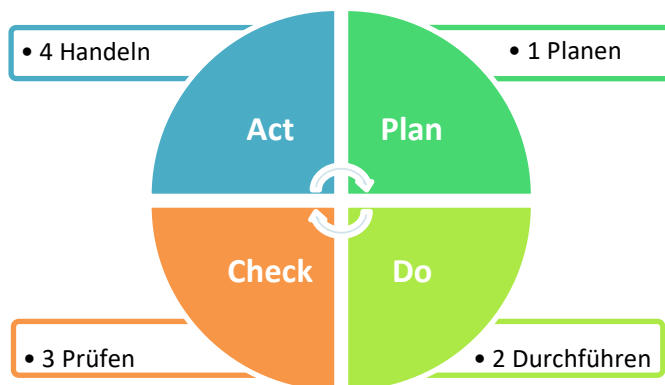 • 4 Handeln
• 1 Planen
Act
Plan
Check
Do
• 3 Prüfen
• 2 Durchführen